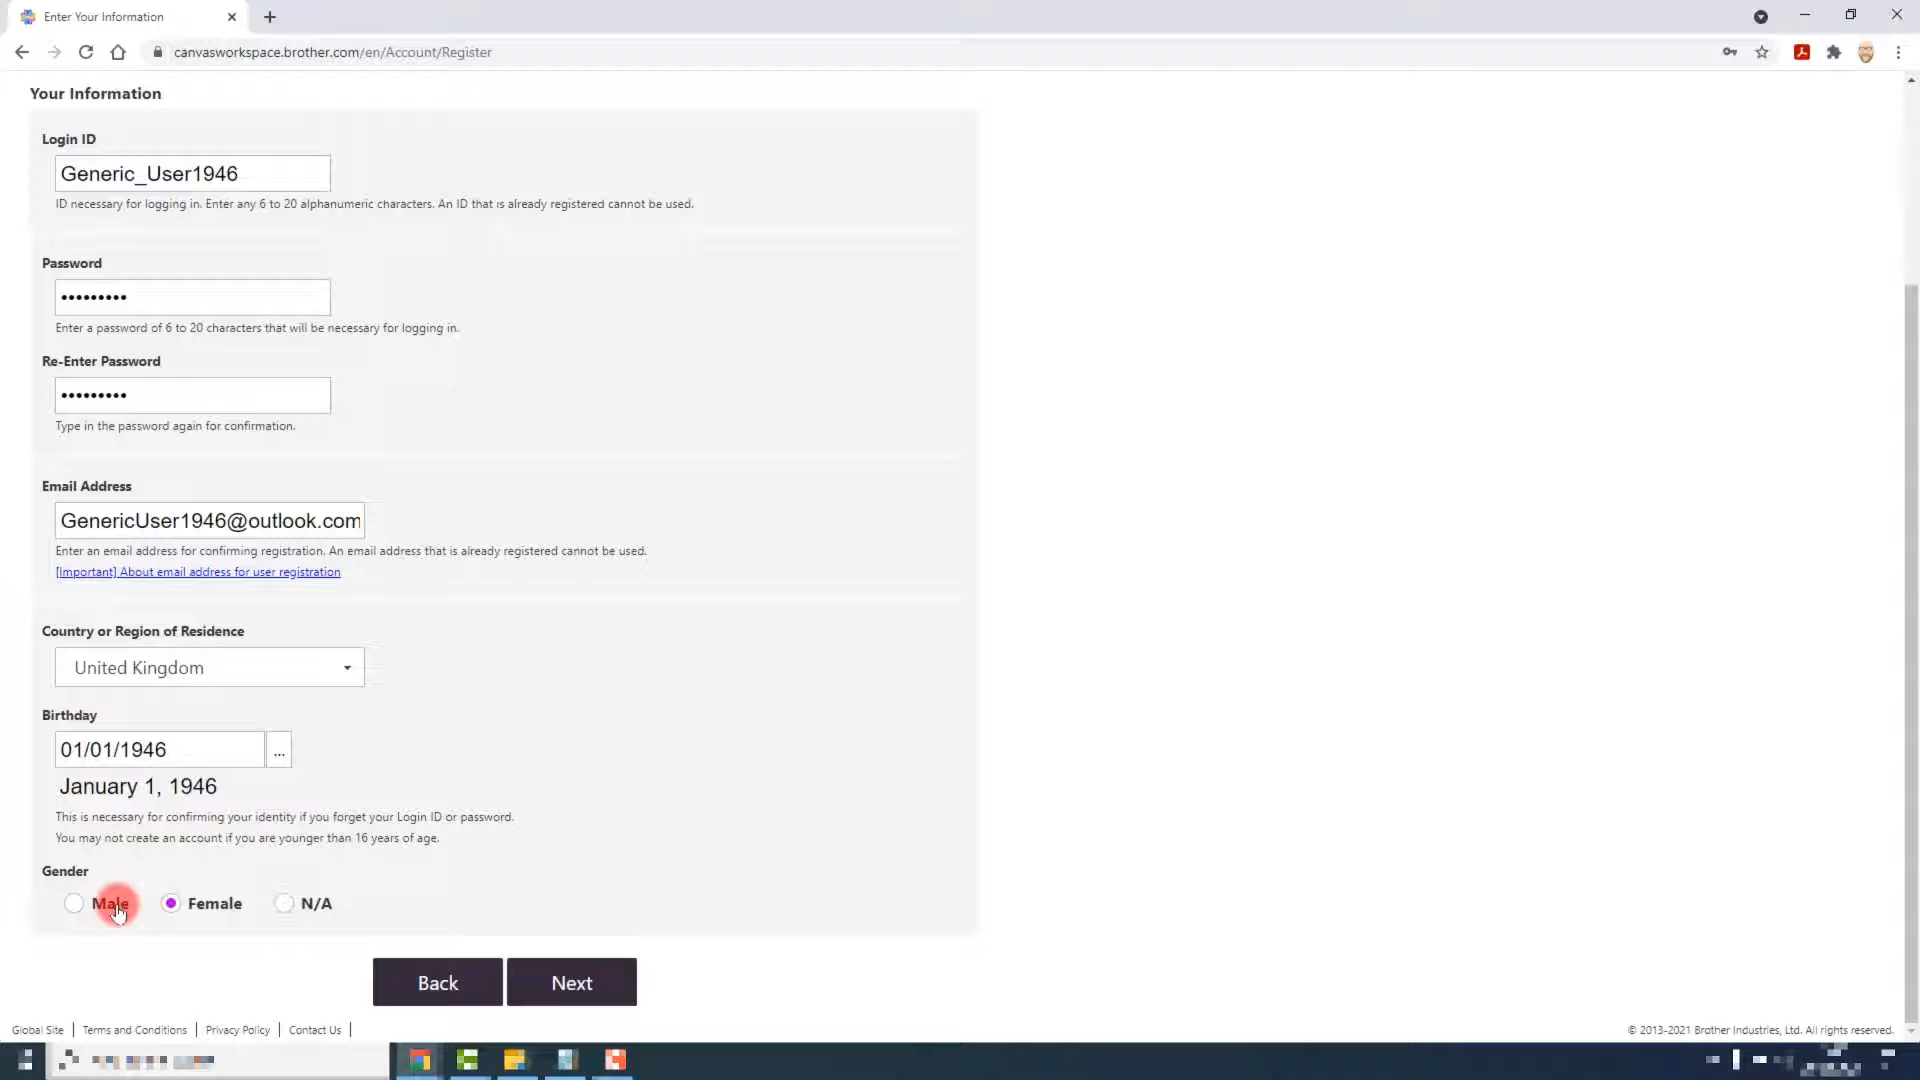 Enter Your Information
canvasworkspace.brother.com/en/Account/Register
Your Information
Login ID
Generic_User1946
ID necessary for logging in. Enter any 6 to 20 alphanumeric characters. An ID that is already registered cannot be used.
Password
•••••••••
Enter a password of 6 to 20 characters that will be necessary for logging in.
Re-Enter Password
•••••••••
Type in the password again for confirmation.
Email Address
GenericUser1946@outlook.com
Enter an email address for confirming registration. An email address that is already registered cannot be used.
[Important] About email address for user registration
Country or Region of Residence
United Kingdom
Birthday
01/01/1946 ...
January 1, 1946
This is necessary for confirming your identity if you forget your Login ID or password.
You may not create an account if you are younger than 16 years of age.
Gender
Male Female N/A
Back Next
Global Site | Terms and Conditions | Privacy Policy | Contact Us |
© 2013-2021 Brother Industries, Ltd. All rights reserved.